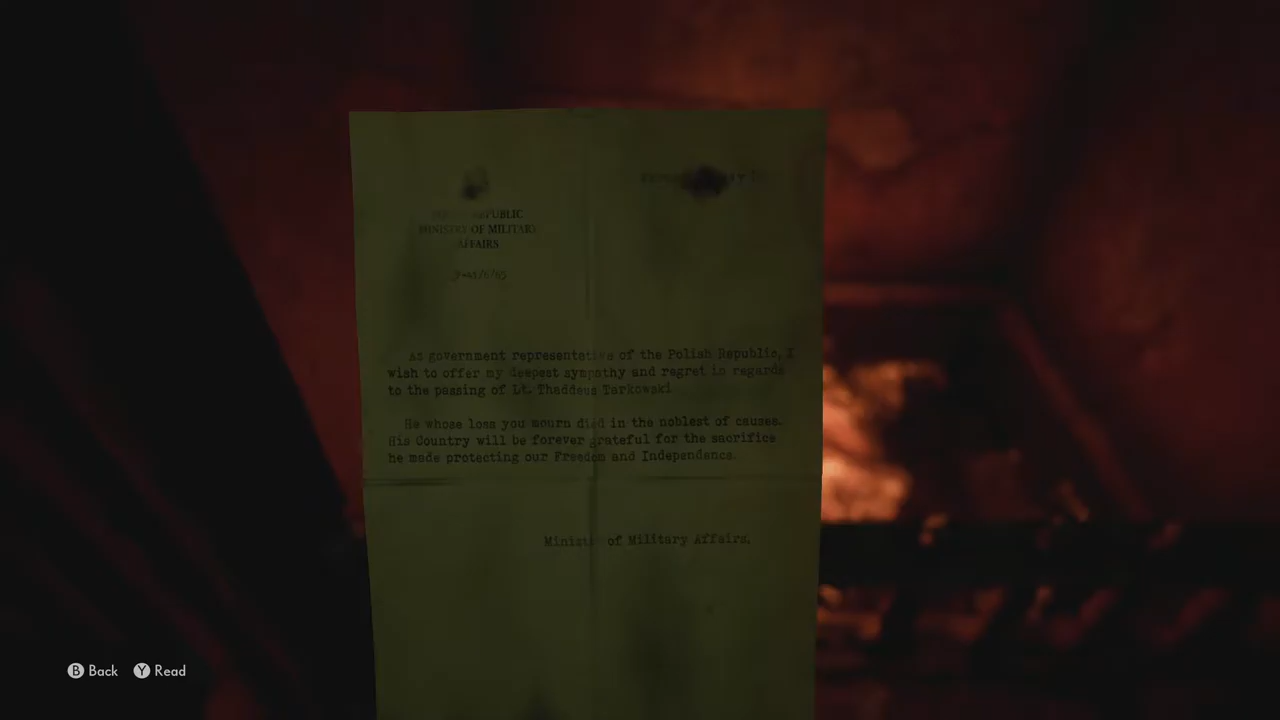 REPUBLIC
MINISTRY OF MILITARY
AFFAIRS
As government representative of the Polish Republic, I
wish to offer my deepest sympathy and regret in regards
to the passing of Lt. Thaddeus Tarkowski
He whose loss you mourn died in the noblest of causes.
His Country will be forever grateful for the sacrifice
he made protecting our Freedom and Independence.
Minister of Military Affairs,
B Back Y Read